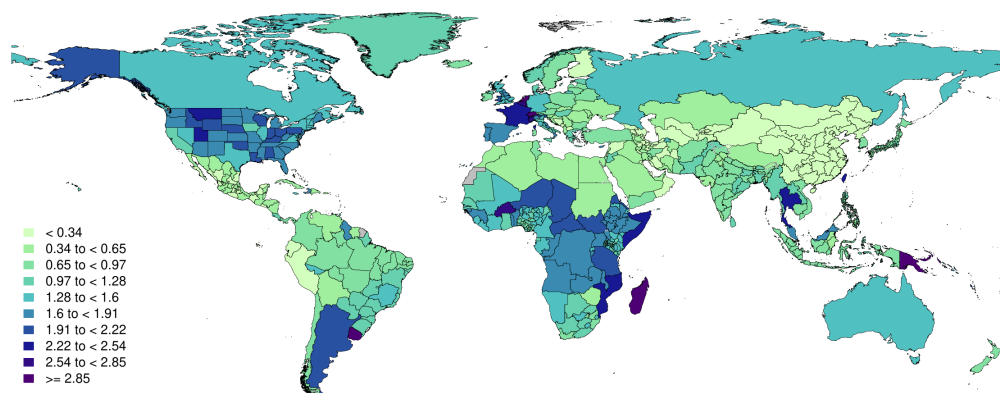 < 0.34
0.34 to < 0.65
0.65 to < 0.97
0.97 to < 1.28
1.28 to < 1.6
1.6 to < 1.91
1.91 to < 2.22
2.22 to < 2.54
2.54 to < 2.85
>= 2.85